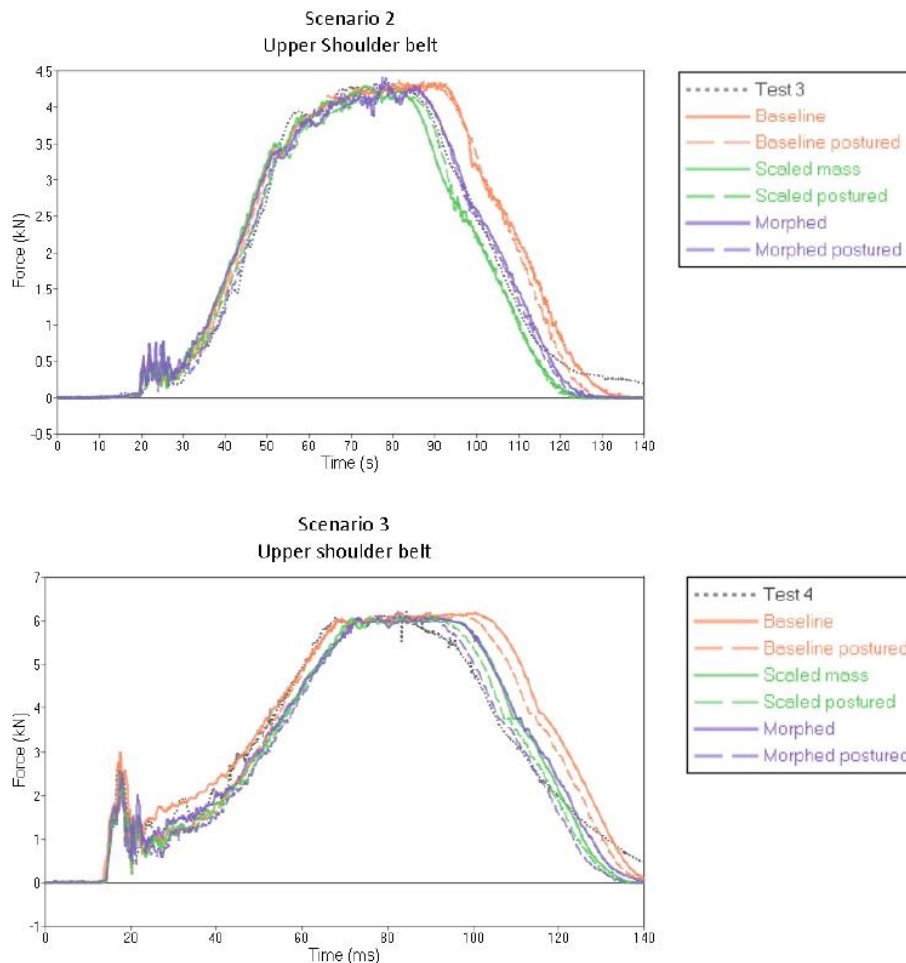 Scenario 2
Upper Shoulder belt
4.5
4
3.5
3
2.5
2
1.5
1
0.5
0
-0.5
Force (kN)
0 10 20 30 40 50 60 70 80 90 100 110 120 130 140
Time (s)
Test 3
Baseline
Baseline postured
Scaled mass
Scaled postured
Morphed
Morphed postured
Scenario 3
Upper shoulder belt
7
6
5
4
3
2
1
0
-1
Force (kN)
0 20 40 60 80 100 120 140
Time (ms)
Test 4
Baseline
Baseline postured
Scaled mass
Scaled postured
Morphed
Morphed postured